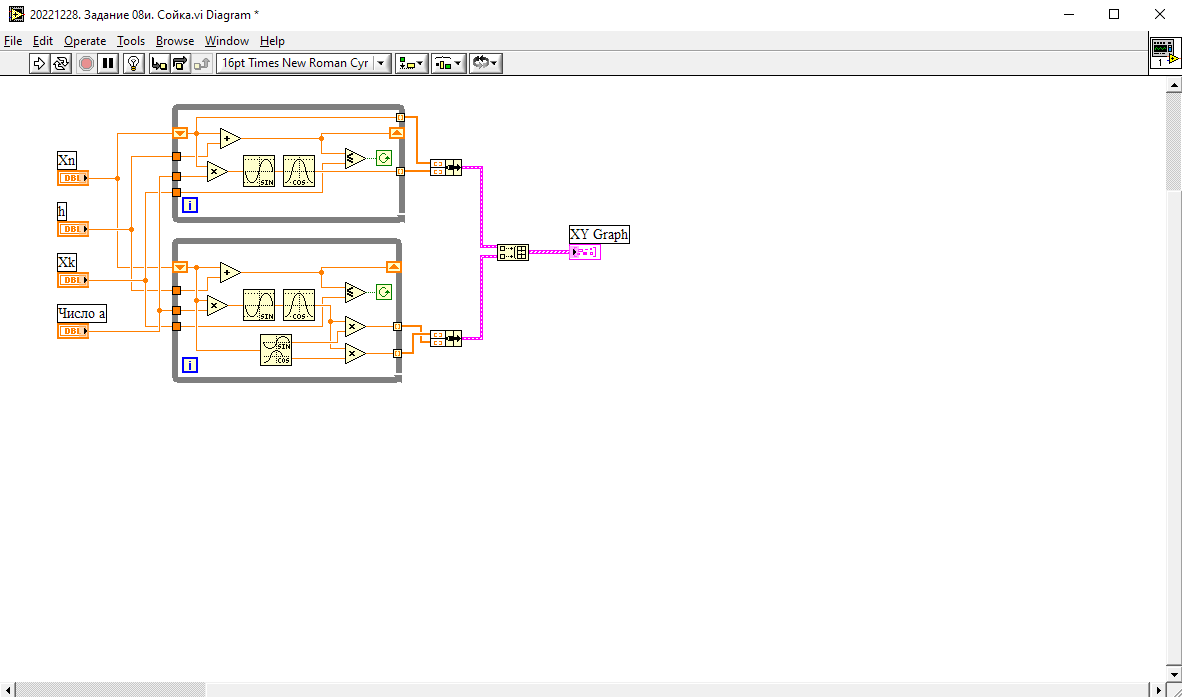 20221228. Задание 08и. Сойка.vi Diagram *
File Edit Operate Tools Browse Window Help
16pt Times New Roman Cyr
1
Xn
DBL
SIN
COS
i
h
DBL
XY Graph
Xk
DBL
SIN
COS
Число a
DBL
SIN
COS
i